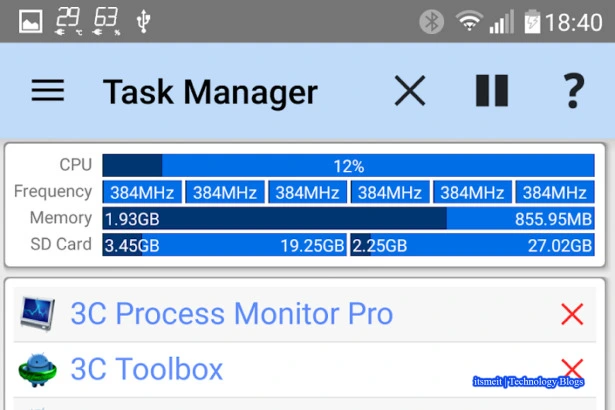 29 °C 63 % 18:40
Task Manager ?
CPU 12%
Frequency 384MHz 384MHz 384MHz 384MHz 384MHz 384MHz
Memory 1.93GB 855.95MB
SD Card 3.45GB 19.25GB 2.25GB 27.02GB
3C Process Monitor Pro
3C Toolbox
itsmeit | Technology Blogs